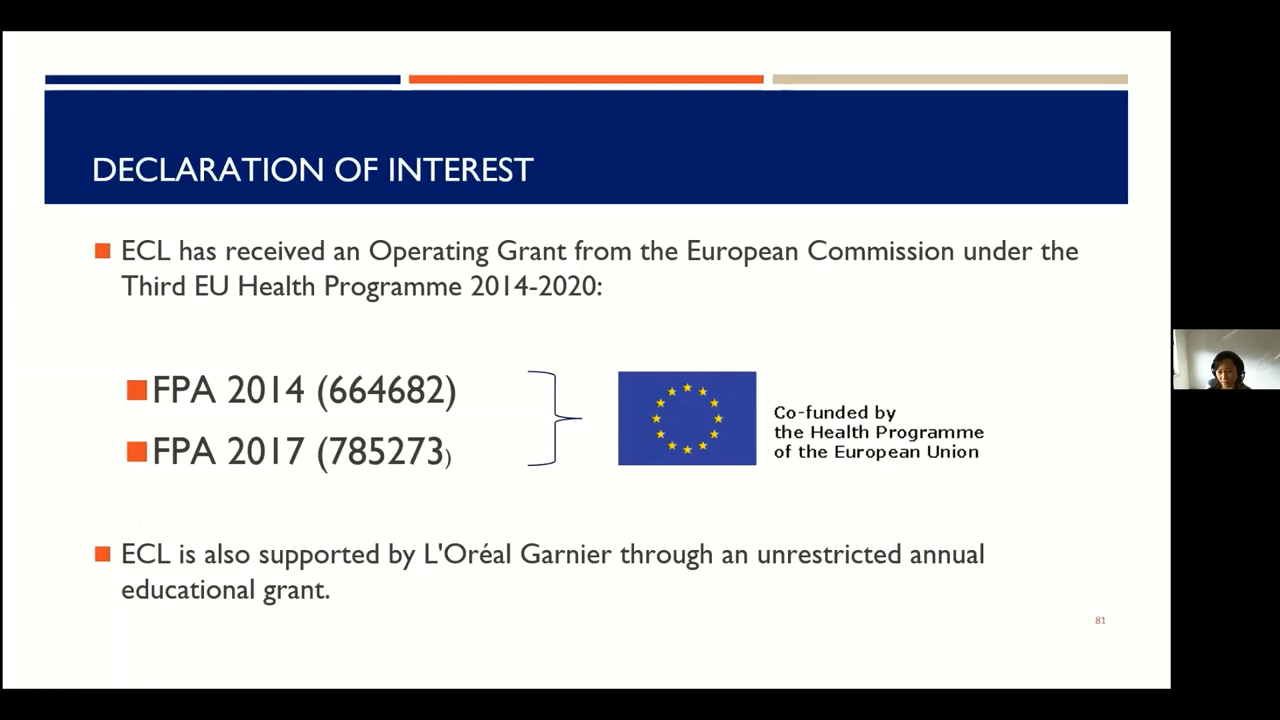 DECLARATION OF INTEREST
ECL has received an Operating Grant from the European Commission under the
Third EU Health Programme 2014-2020:
FPA 2014 (664682)
FPA 2017 (785273)
Co-funded by
the Health Programme
of the European Union
ECL is also supported by L'Oréal Garnier through an unrestricted annual
educational grant.
81